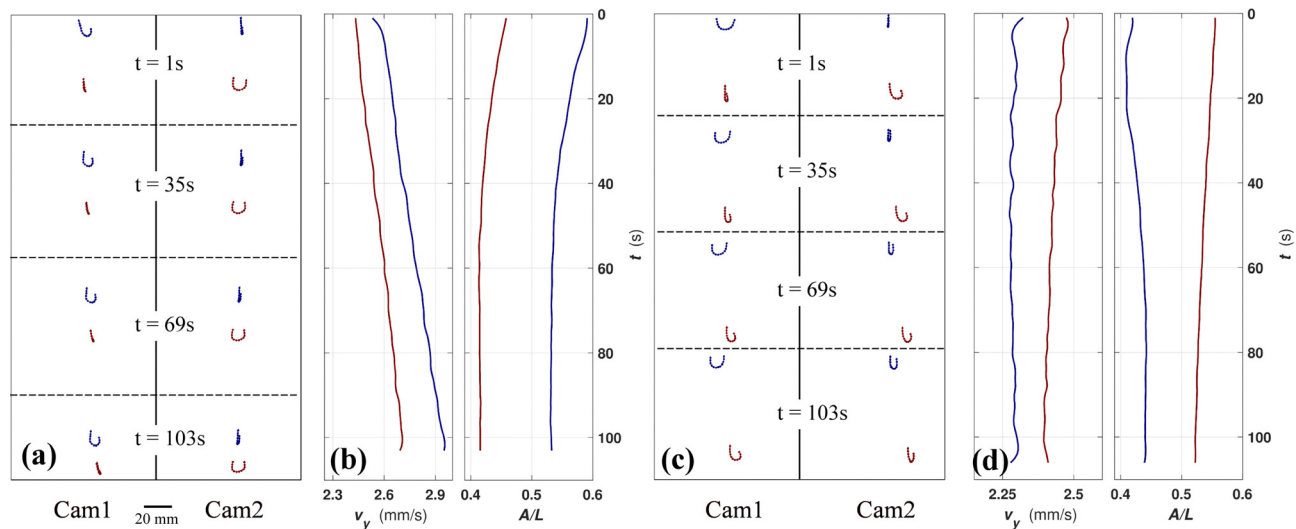 t = 1s
t = 35s
t = 69s
t = 103s
(a)
Cam1
20 mm
Cam2
(b)
2.3
2.6
2.9
v_y (mm/s)
0.4
0.5
0.6
A/L
0
20
40
60
80
100
t (s)
t = 1s
t = 35s
t = 69s
t = 103s
(c)
Cam1
Cam2
(d)
2.25
2.5
v_y (mm/s)
0.4
0.5
0.6
A/L
0
20
40
60
80
100
t (s)